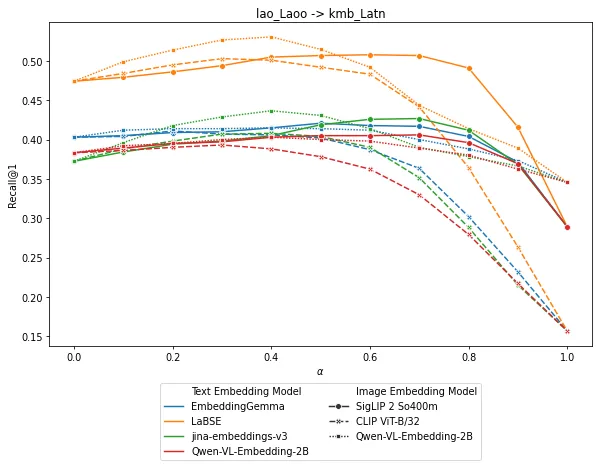 lao_Laoo -> kmb_Latn
Recall@1
0.50
0.45
0.40
0.35
0.30
0.25
0.20
0.15
0.0
0.2
0.4
0.6
0.8
1.0
α
Text Embedding Model
EmbeddingGemma
LaBSE
jina-embeddings-v3
Qwen-VL-Embedding-2B
Image Embedding Model
SigLIP 2 So400m
CLIP ViT-B/32
Qwen-VL-Embedding-2B